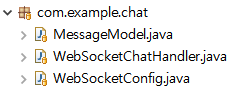 com.example.chat
MessageModel.java
WebSocketChatHandler.java
WebSocketConfig.java